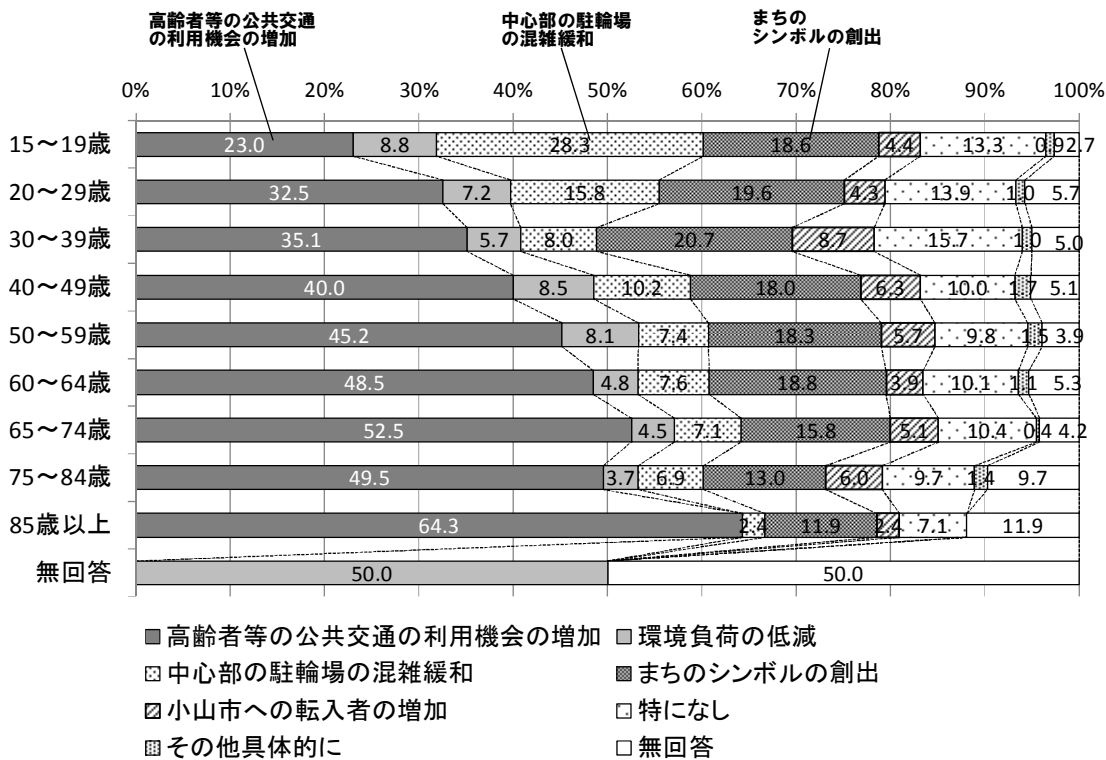 高齢者等の公共交通
の利用機会の増加
中心部の駐輪場
の混雑緩和
まちの
シンボルの創出
0% 10% 20% 30% 40% 50% 60% 70% 80% 90% 100%
15～19歳 23.0 8.8 28.3 18.6 4.4 13.3 0.9 2.7
20～29歳 32.5 7.2 15.8 19.6 4.3 13.9 1.0 5.7
30～39歳 35.1 5.7 8.0 20.7 8.7 15.7 1.0 5.0
40～49歳 40.0 8.5 10.2 18.0 6.3 10.0 1.7 5.1
50～59歳 45.2 8.1 7.4 18.3 5.7 9.8 1.5 3.9
60～64歳 48.5 4.8 7.6 18.8 3.9 10.1 1.1 5.3
65～74歳 52.5 4.5 7.1 15.8 5.1 10.4 0.4 4.2
75～84歳 49.5 3.7 6.9 13.0 6.0 9.7 1.4 9.7
85歳以上 64.3 2.4 11.9 2.4 7.1 11.9
無回答 50.0 50.0
高齢者等の公共交通の利用機会の増加 環境負荷の低減
中心部の駐輪場の混雑緩和 まちのシンボルの創出
小山市への転入者の増加 特になし
その他具体的に 無回答